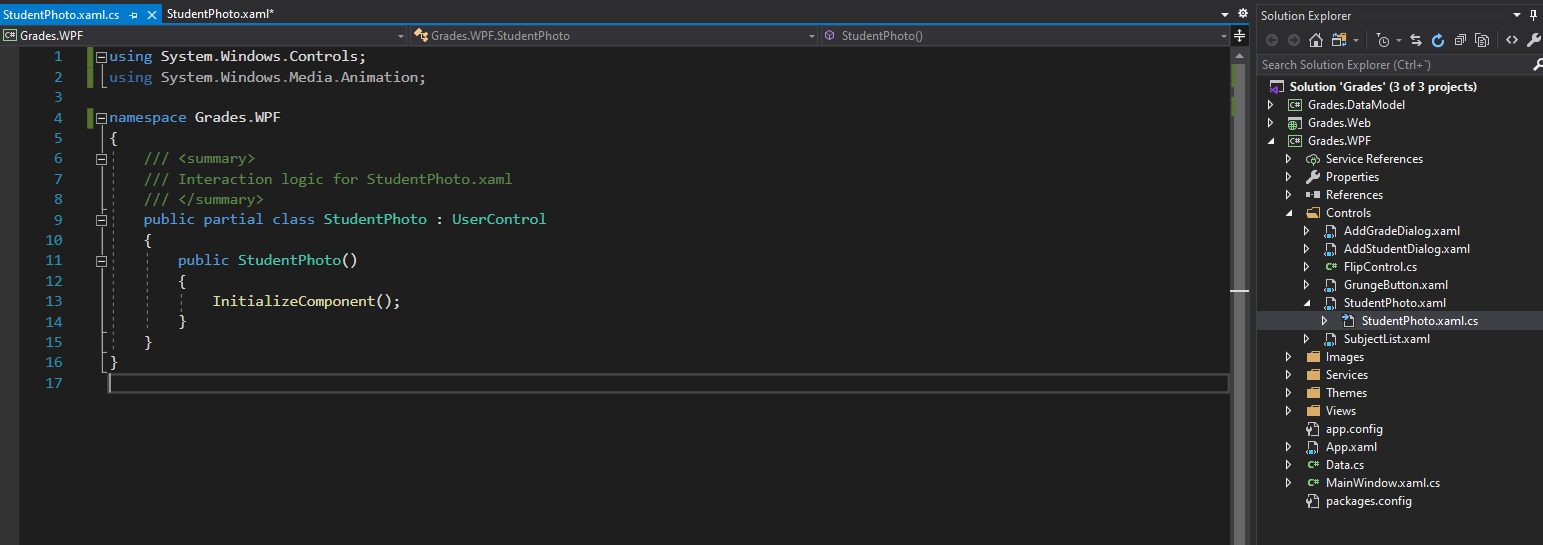 StudentPhoto.xaml.cs
StudentPhoto.xaml*
Grades.WPF
Grades.WPF.StudentPhoto
StudentPhoto()
1 using System.Windows.Controls;
2 using System.Windows.Media.Animation;
3
4 namespace Grades.WPF
5 {
6 /// <summary>
7 /// Interaction logic for StudentPhoto.xaml
8 /// </summary>
9 public partial class StudentPhoto : UserControl
10 {
11 public StudentPhoto()
12 {
13 InitializeComponent();
14 }
15 }
16 }
17
Solution Explorer
Search Solution Explorer (Ctrl+¨)
Solution 'Grades' (3 of 3 projects)
C# Grades.DataModel
Grades.Web
C# Grades.WPF
Service References
Properties
References
Controls
AddGradeDialog.xaml
AddStudentDialog.xaml
C# FlipControl.cs
GrungeButton.xaml
StudentPhoto.xaml
StudentPhoto.xaml.cs
SubjectList.xaml
Images
Services
Themes
Views
app.config
App.xaml
C# Data.cs
C# MainWindow.xaml.cs
packages.config